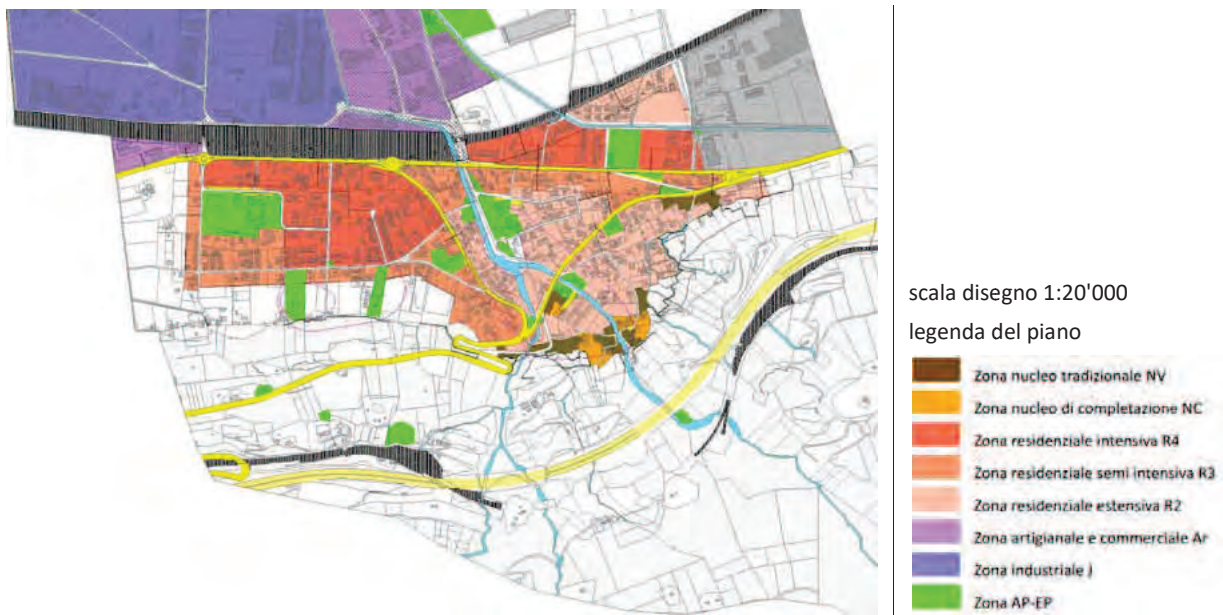 scala disegno 1:20'000
legenda del piano
Zona nucleo tradizionale NV
Zona nucleo di completazione NC
Zona residenziale intensiva R4
Zona residenziale semi intensiva R3
Zona residenziale estensiva R2
Zona artigianale e commerciale Ar
Zona industriale J
Zona AP-EP